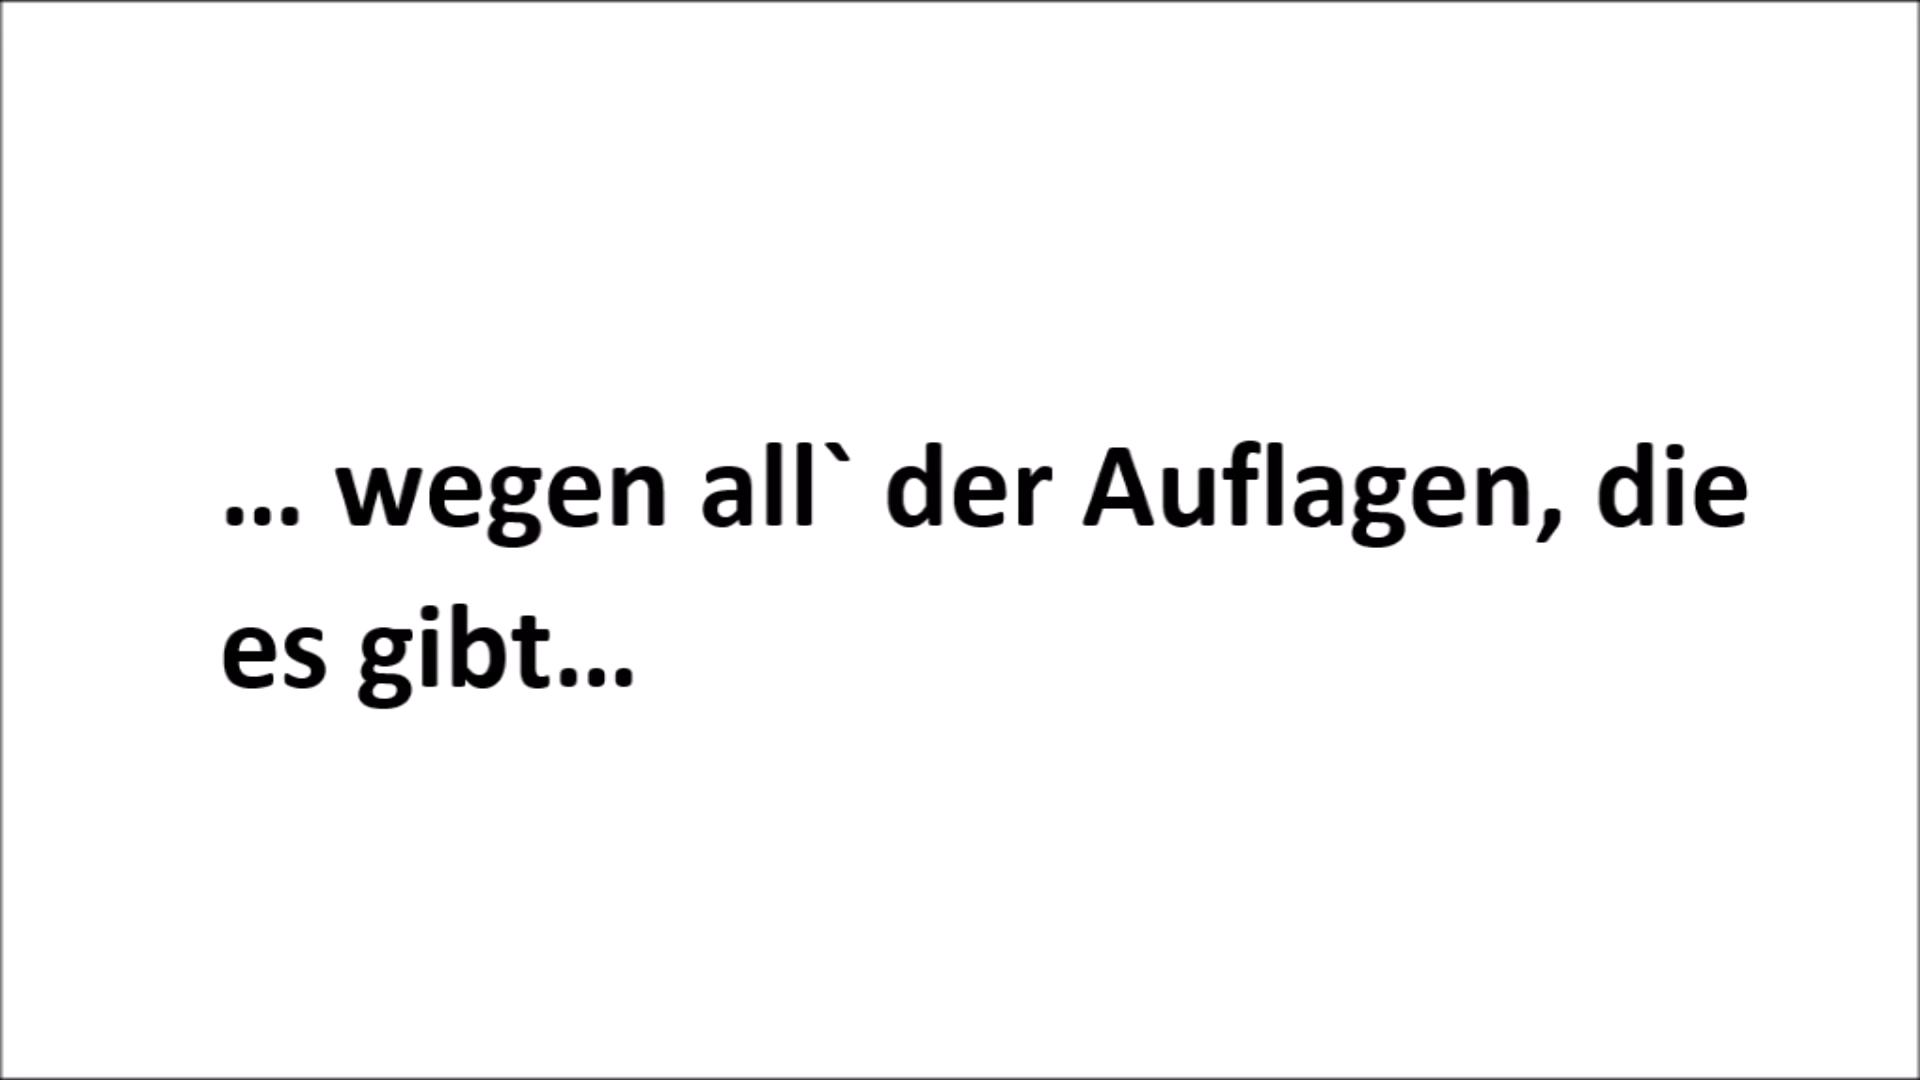 ... wegen all` der Auflagen, die
es gibt...